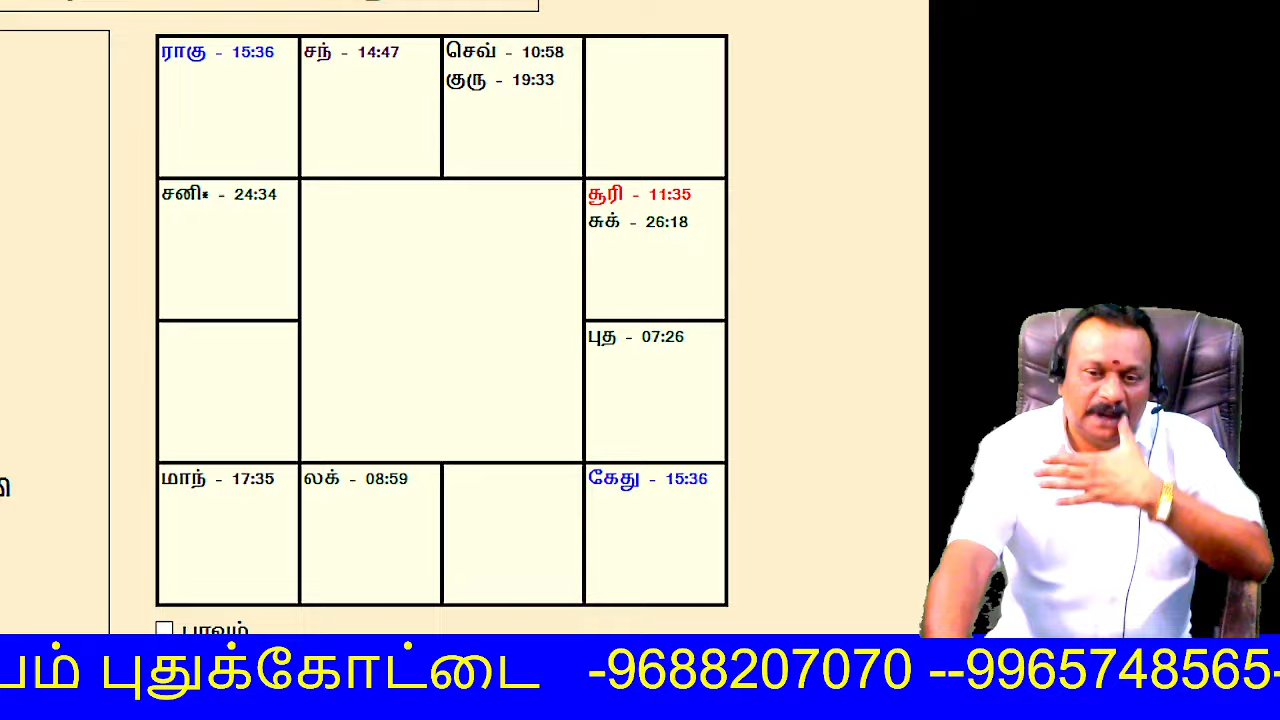 ராகு - 15:36
சந் - 14:47
செவ் - 10:58
குரு - 19:33
சனி* - 24:34
சூரி - 11:35
சுக் - 26:18
புத - 07:26
மாந் - 17:35
லக் - 08:59
கேது - 15:36
பாவம்
புதுக்கோட்டை -9688207070 --9965748565-